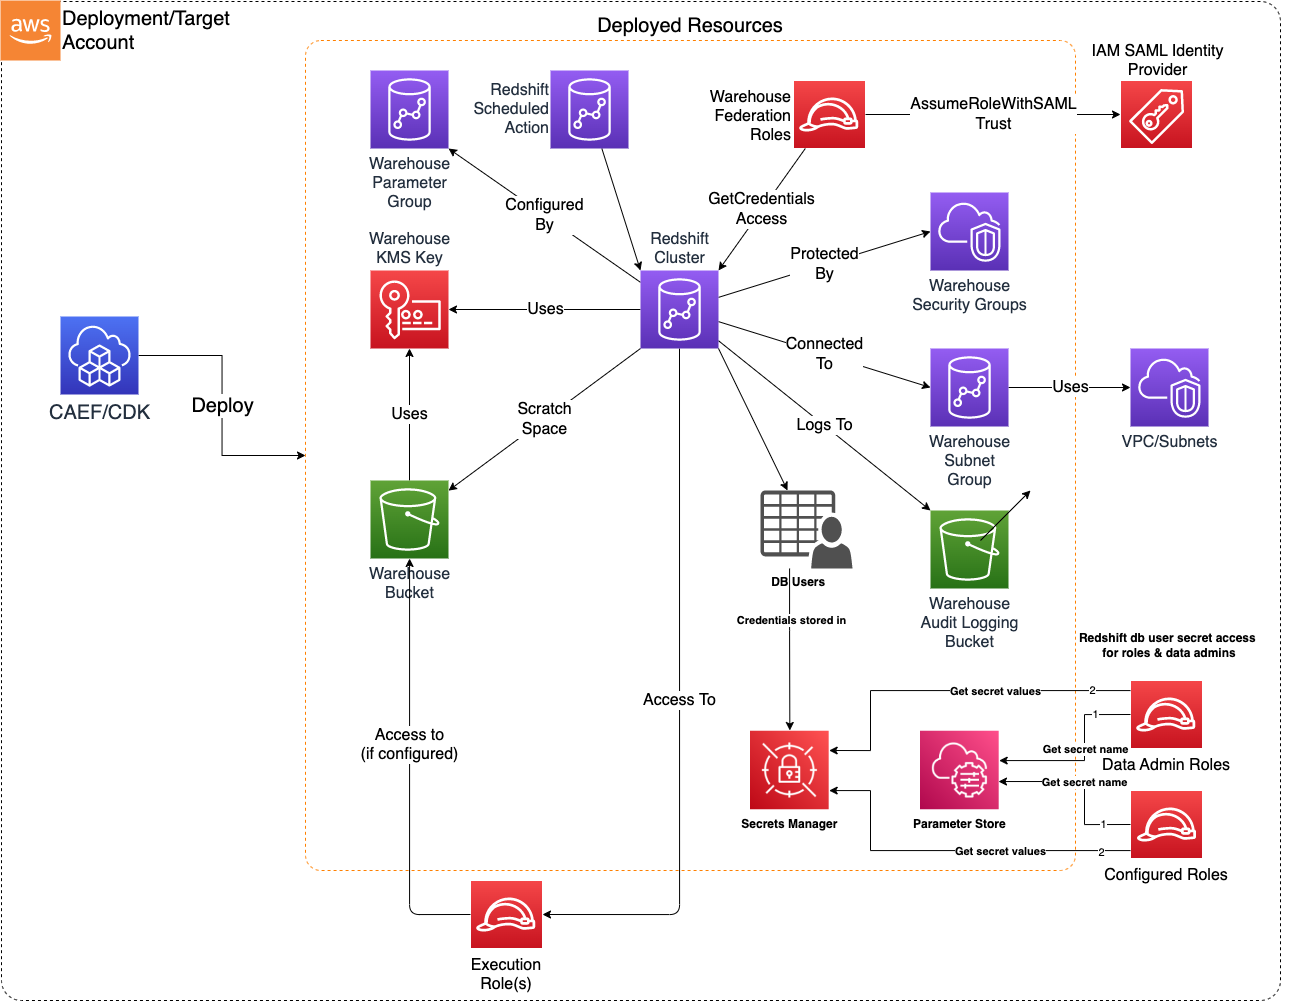 aws
Deployment/Target
Account
Deployed Resources
IAM SAML Identity
Provider
Redshift
Scheduled
Action
Warehouse
Federation
Roles
AssumeRoleWithSAML
Trust
Warehouse
Parameter
Group
Configured
By
GetCredentials
Access
Warehouse
KMS Key
Redshift
Cluster
Protected
By
Warehouse
Security Groups
Uses
Connected
To
Uses
CAEF/CDK
Deploy
Uses
Scratch
Space
Logs To
Warehouse
Subnet
Group
VPC/Subnets
Warehouse
Bucket
DB Users
Credentials stored in
Warehouse
Audit Logging
Bucket
Redshift db user secret access
for roles & data admins
Access To
Get secret values
2
1
Access to
(if configured)
Get secret name
Data Admin Roles
Get secret name
Secrets Manager
Parameter Store
1
Get secret values
2
Configured Roles
Execution
Role(s)